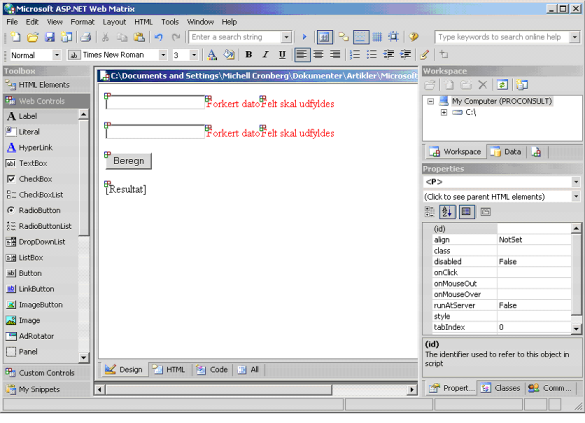 Microsoft ASP.NET Web Matrix
File Edit View Format Layout HTML Tools Window Help
Enter a search string
Type keywords to search online help
Normal
Times New Roman
3
B I U
Toolbox
HTML Elements
Web Controls
Label
Literal
HyperLink
TextBox
CheckBox
CheckBoxList
RadioButton
RadioButtonList
DropDownList
ListBox
Button
LinkButton
ImageButton
Image
AdRotator
Panel
Custom Controls
My Snippets
C:\Documents and Settings\Michell Cronberg\Dokumenter\Artikler\Microsof
Forkert dato Felt skal udfyldes
Forkert dato Felt skal udfyldes
Beregn
[Resultat]
Design HTML Code All
Workspace
My Computer (PROCONSULT)
C:\
Workspace Data
Properties
<P>
(Click to see parent HTML elements)
(id)
align NotSet
class
disabled False
onClick
onMouseOut
onMouseOver
runAtServer False
style
tabIndex 0
(id)
The identifier used to refer to this object in
script
Propert... Classes Comm...